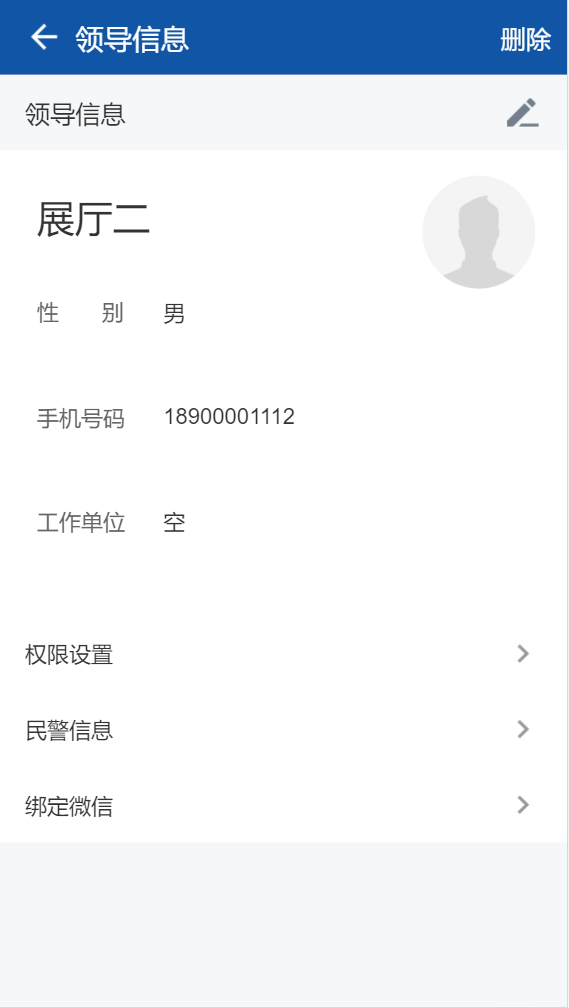 领导信息 删除
领导信息
展厅二
性 别 男
手机号码 18900001112
工作单位 空
权限设置
民警信息
绑定微信